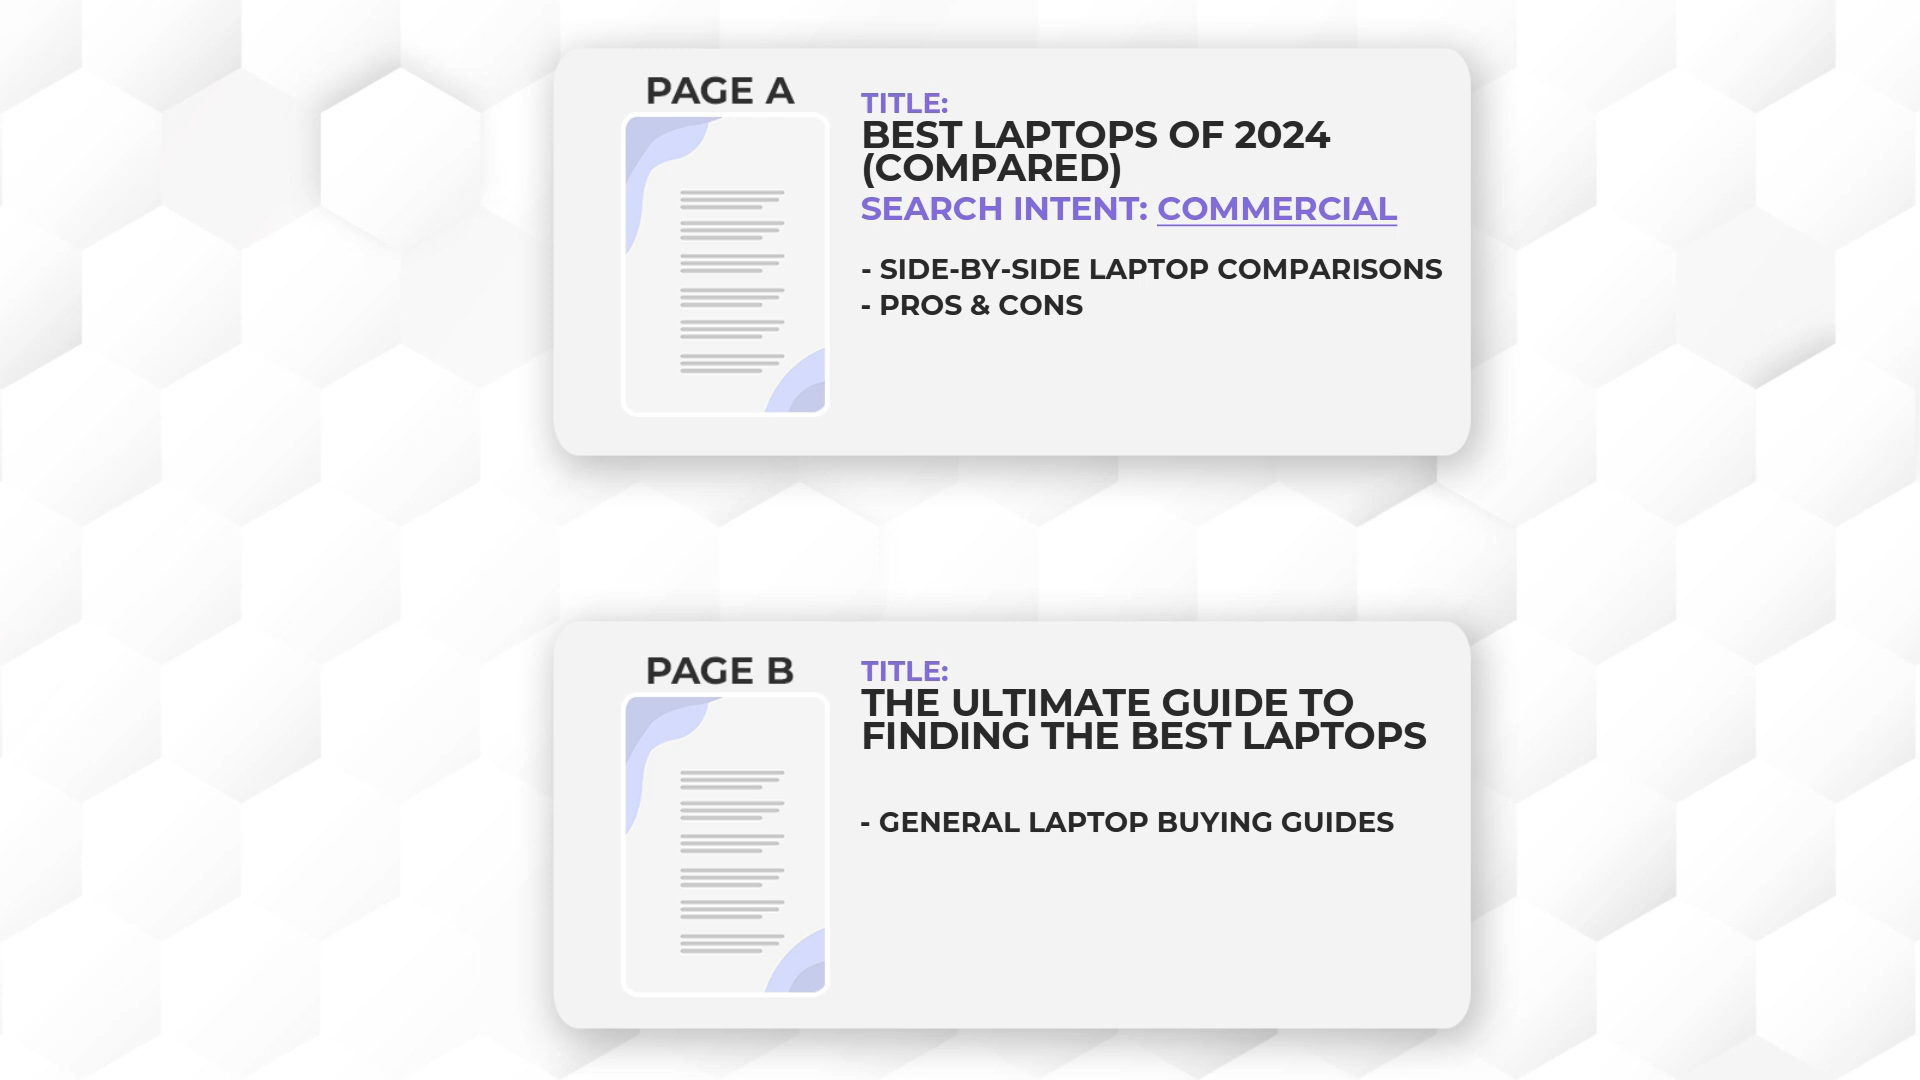 PAGE A
TITLE:
BEST LAPTOPS OF 2024
(COMPARED)
SEARCH INTENT: COMMERCIAL
- SIDE-BY-SIDE LAPTOP COMPARISONS
- PROS & CONS
PAGE B
TITLE:
THE ULTIMATE GUIDE TO
FINDING THE BEST LAPTOPS
- GENERAL LAPTOP BUYING GUIDES